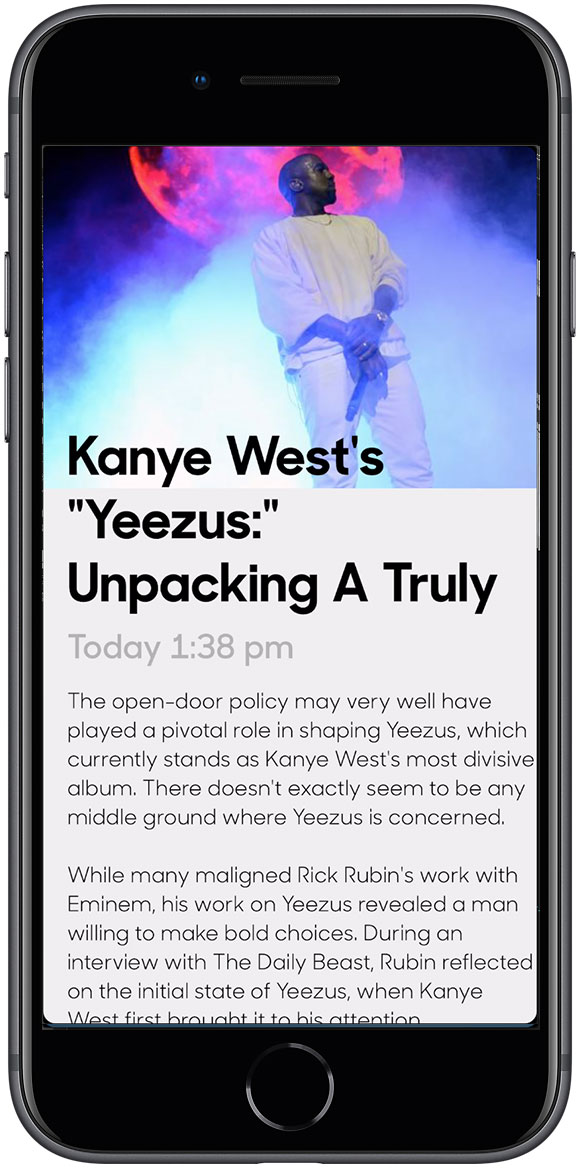 Kanye West's
"Yeezus:"
Unpacking A Truly
Today 1:38 pm
The open-door policy may very well have
played a pivotal role in shaping Yeezus, which
currently stands as Kanye West's most divisive
album. There doesn't exactly seem to be any
middle ground where Yeezus is concerned.
While many maligned Rick Rubin's work with
Eminem, his work on Yeezus revealed a man
willing to make bold choices. During an
interview with The Daily Beast, Rubin reflected
on the initial state of Yeezus, when Kanye
West first brought it to his attention